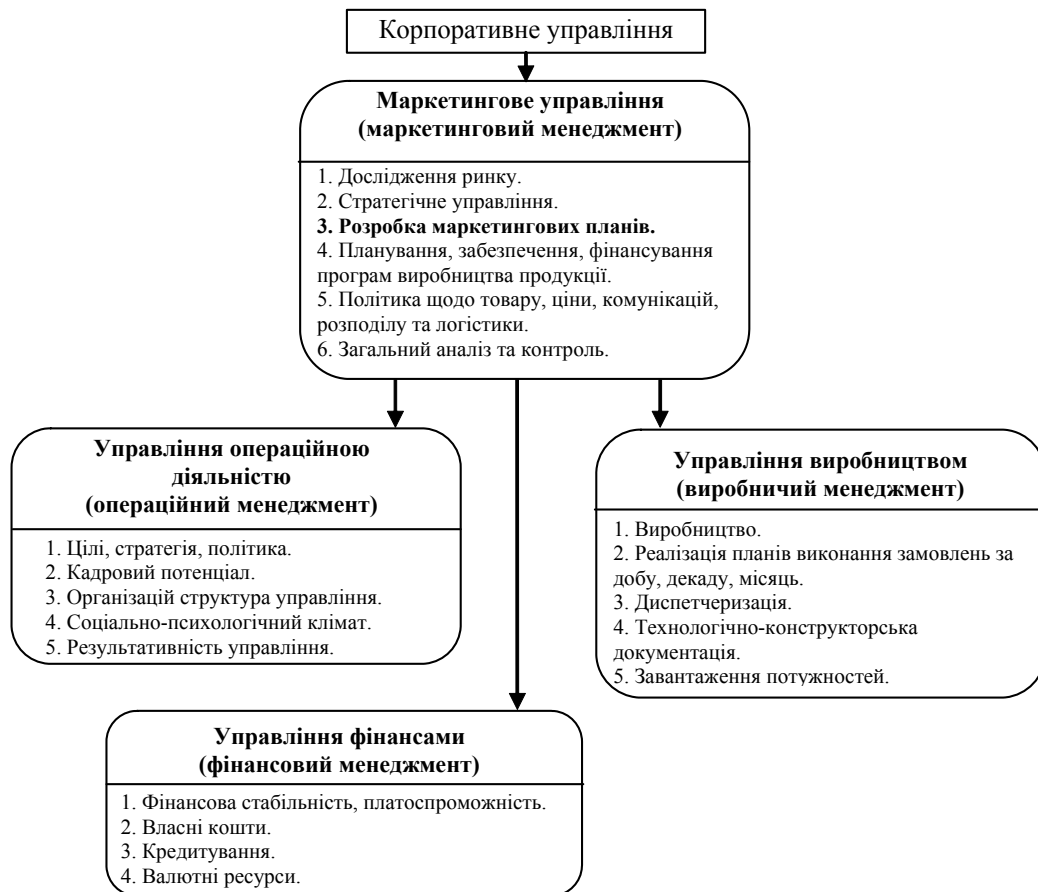 Корпоративне управління
Маркетингове управління
(маркетинговий менеджмент)
1. Дослідження ринку.
2. Стратегічне управління.
3. Розробка маркетингових планів.
4. Планування, забезпечення, фінансування
програм виробництва продукції.
5. Політика щодо товару, ціни, комунікацій,
розподілу та логістики.
6. Загальний аналіз та контроль.
Управління операційною
діяльністю
(операційний менеджмент)
1. Цілі, стратегія, політика.
2. Кадровий потенціал.
3. Організацій структура управління.
4. Соціально-психологічний клімат.
5. Результативність управління.
Управління виробництвом
(виробничий менеджмент)
1. Виробництво.
2. Реалізація планів виконання замовлень за
добу, декаду, місяць.
3. Диспетчеризація.
4. Технологічно-конструкторська
документація.
5. Завантаження потужностей.
Управління фінансами
(фінансовий менеджмент)
1. Фінансова стабільність, платоспроможність.
2. Власні кошти.
3. Кредитування.
4. Валютні ресурси.